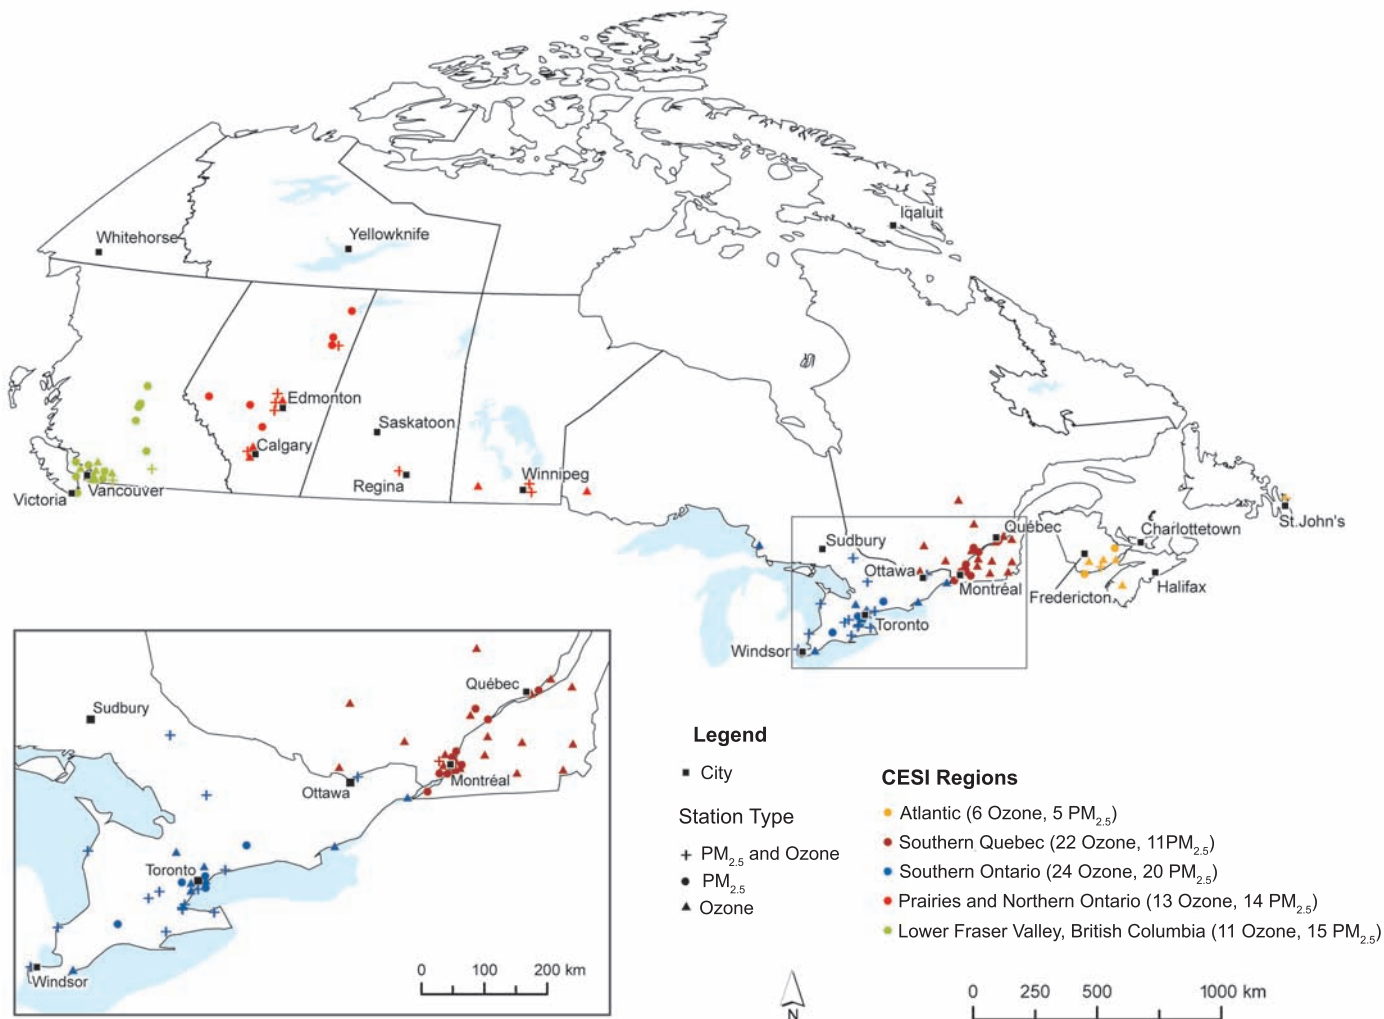 Iqaluit
Whitehorse
Yellowknife
Edmonton
Saskatoon
Calgary
Regina
Winnipeg
Victoria
Vancouver
Sudbury
Québec
Charlottetown
St.John's
Ottawa
Montréal
Fredericton
Halifax
Toronto
Windsor
Québec
Sudbury
Ottawa
Montréal
Toronto
Windsor
0 100 200 km
Legend
City
Station Type
PM2.5 and Ozone
PM2.5
Ozone
CESI Regions
Atlantic (6 Ozone, 5 PM2.5)
Southern Quebec (22 Ozone, 11PM2.5)
Southern Ontario (24 Ozone, 20 PM2.5)
Prairies and Northern Ontario (13 Ozone, 14 PM2.5)
Lower Fraser Valley, British Columbia (11 Ozone, 15 PM2.5)
N
0 250 500 1000 km